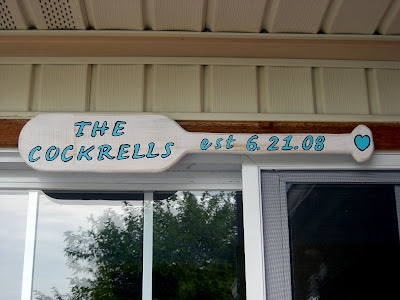 THE
COCKRELLS est 6.21.08